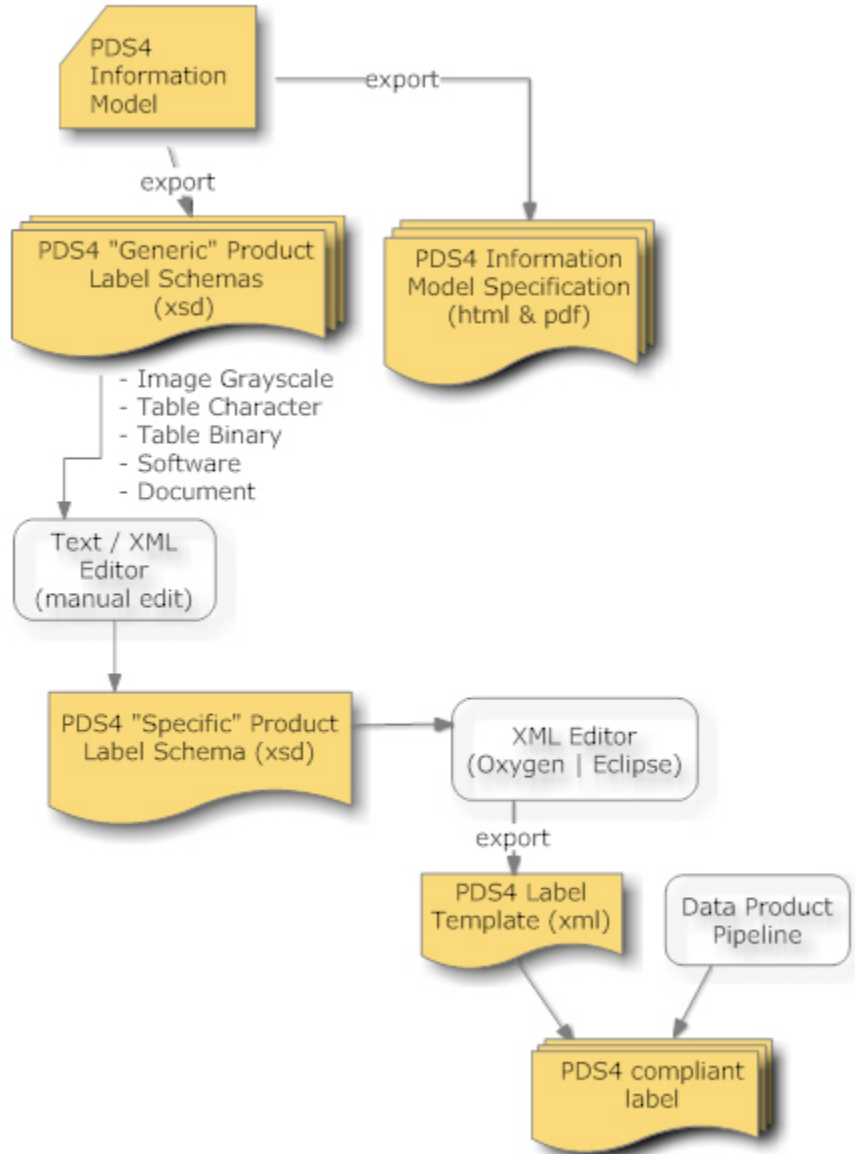 PDS4
Information
Model
export
export
PDS4 "Generic" Product
Label Schemas
(xsd)
PDS4 Information
Model Specification
(html & pdf)
- Image Grayscale
- Table Character
- Table Binary
- Software
- Document
Text / XML
Editor
(manual edit)
PDS4 "Specific" Product
Label Schema (xsd)
XML Editor
(Oxygen | Eclipse)
export
PDS4 Label
Template (xml)
Data Product
Pipeline
PDS4 compliant
label